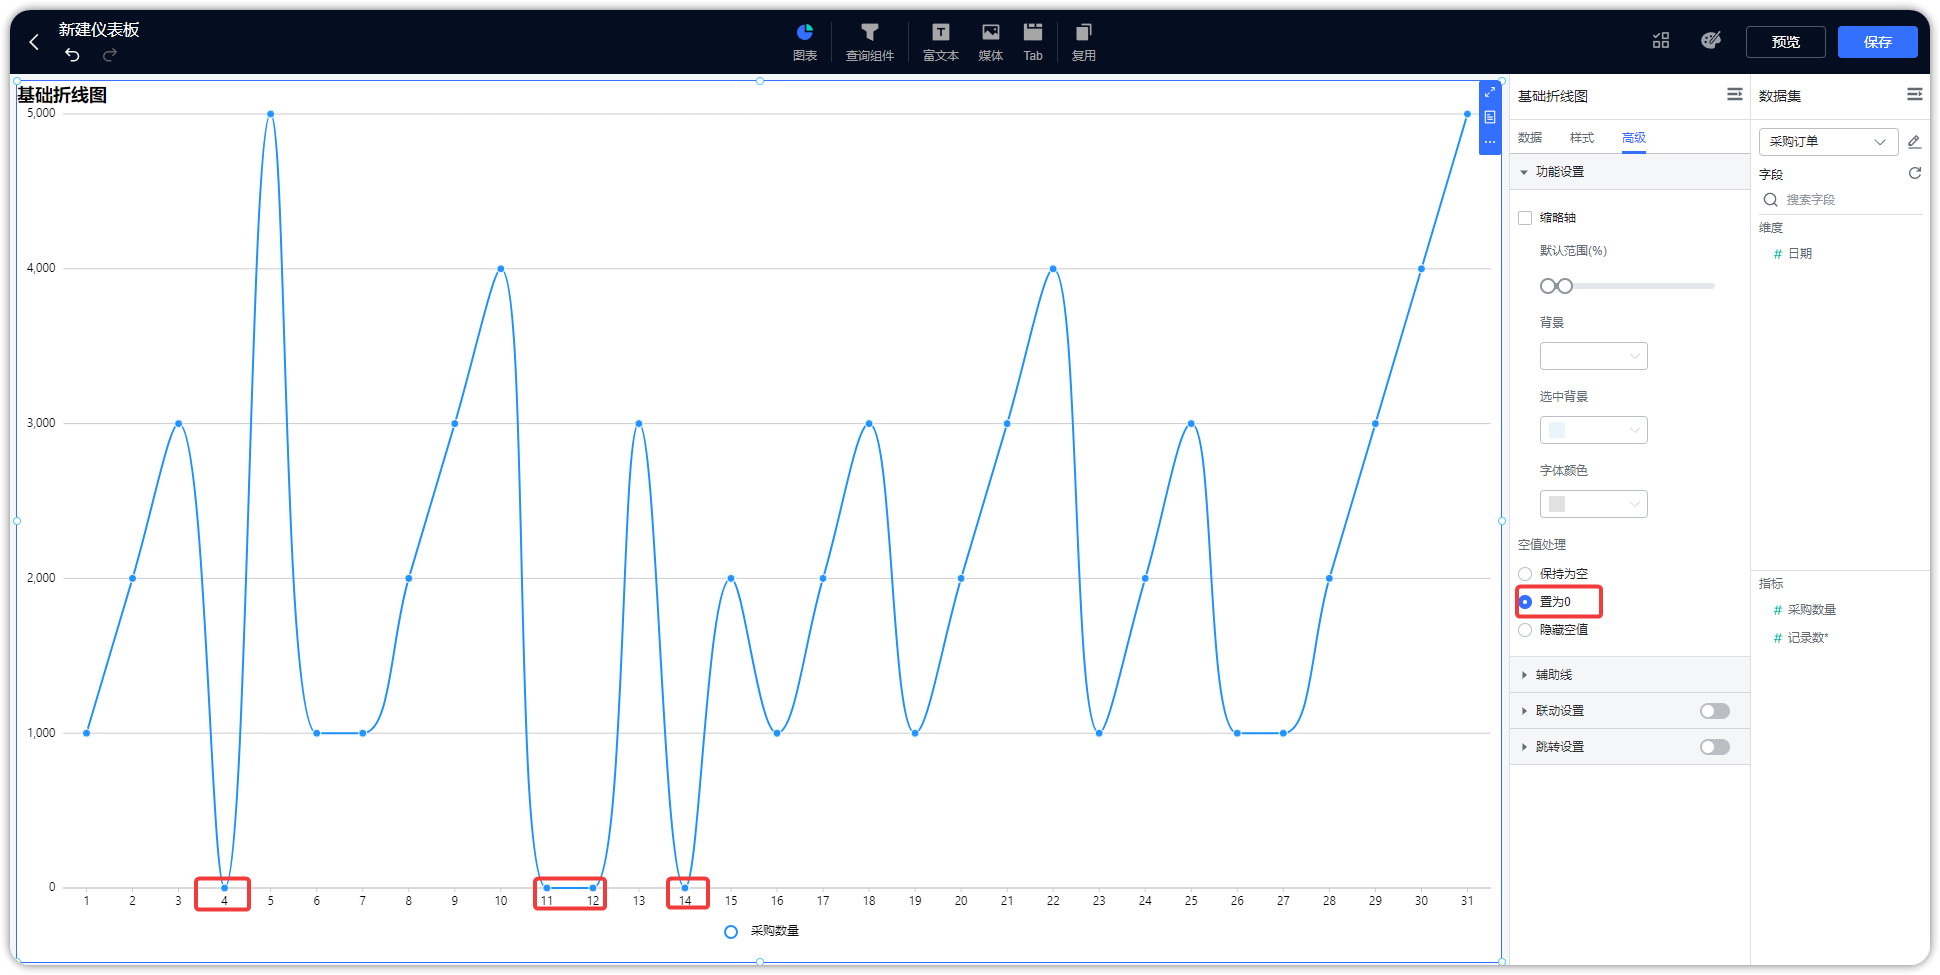 新建仪表板
图表
查询组件
富文本
媒体
Tab
复用
预览
保存
基础折线图
5,000
4,000
3,000
2,000
1,000
0
1 2 3 4 5 6 7 8 9 10 11 12 13 14 15 16 17 18 19 20 21 22 23 24 25 26 27 28 29 30 31
采购数量
基础折线图
数据 样式 高级
功能设置
缩略轴
默认范围(%)
背景
选中背景
字体颜色
空值处理
保持为空
置为0
隐藏空值
辅助线
联动设置
跳转设置
数据集
采购订单
字段
搜索字段
维度
# 日期
指标
# 采购数量
# 记录数*